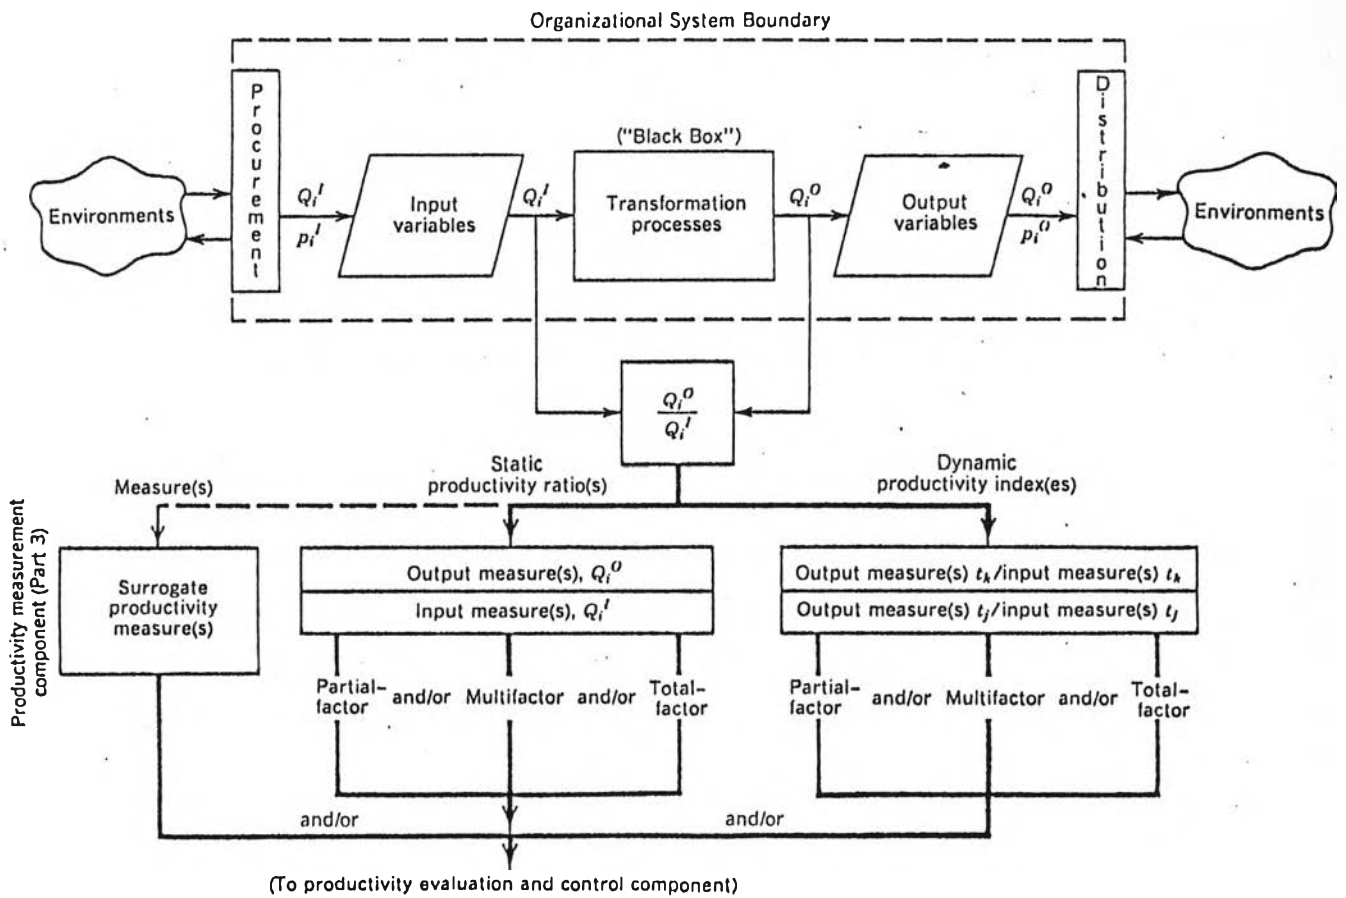 Organizational System Boundary
Procurement
Distribution
("Black Box")
Environments
Q_i^I
p_i^I
Input
variables
Q_i^I
Transformation
processes
Q_i^O
Output
variables
Q_i^O
p_i^O
Environments
Q_i^O
Q_i^I
Measure(s)
Static
productivity ratio(s)
Dynamic
productivity index(es)
Productivity measurement
component (Part 3)
Surrogate
productivity
measure(s)
Output measure(s), Q_i^O
Input measure(s), Q_i^I
Output measure(s) t_k/input measure(s) t_k
Output measure(s) t_j/input measure(s) t_j
Partial-
factor
and/or
Multifactor
and/or
Total-
factor
Partial-
factor
and/or
Multifactor
and/or
Total-
factor
and/or
and/or
(To productivity evaluation and control component)